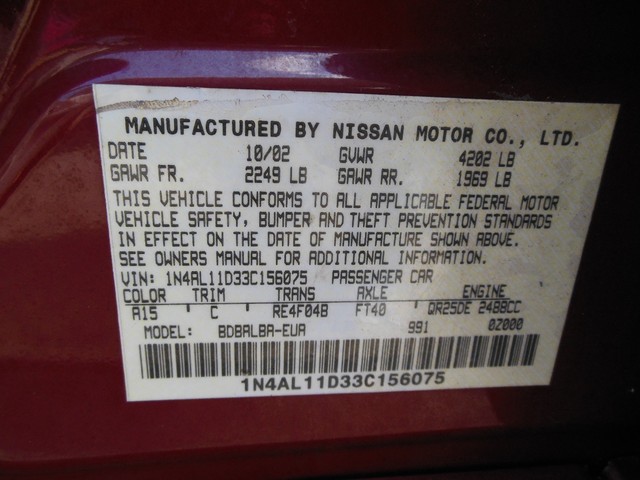 MANUFACTURED BY NISSAN MOTOR CO., LTD.
DATE 10/02 GVWR 4202 LB
GAWR FR. 2249 LB GAWR RR. 1969 LB
THIS VEHICLE CONFORMS TO ALL APPLICABLE FEDERAL MOTOR
VEHICLE SAFETY, BUMPER AND THEFT PREVENTION STANDARDS
IN EFFECT ON THE DATE OF MANUFACTURE SHOWN ABOVE.
SEE OWNERS MANUAL FOR ADDITIONAL INFORMATION.
VIN: 1N4AL11D33C156075 PASSENGER CAR
COLOR TRIM TRANS AXLE ENGINE
A15 C RE4F04B FT40 QR25DE 2488CC
MODEL: BDBALBA-EUA 991 0Z000
1N4AL11D33C156075